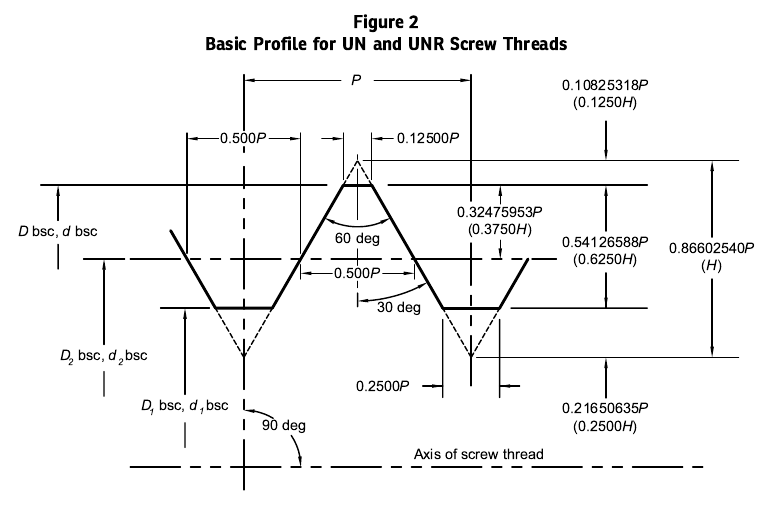 Figure 2
Basic Profile for UN and UNR Screw Threads
P
0.10825318P
(0.1250H)
0.500P
0.12500P
D bsc, d bsc
60 deg
0.32475953P
(0.3750H)
0.54126588P
(0.6250H)
0.86602540P
(H)
0.500P
30 deg
D₂ bsc, d₂ bsc
0.2500P
D₁ bsc, d₁ bsc
0.21650635P
(0.2500H)
90 deg
Axis of screw thread